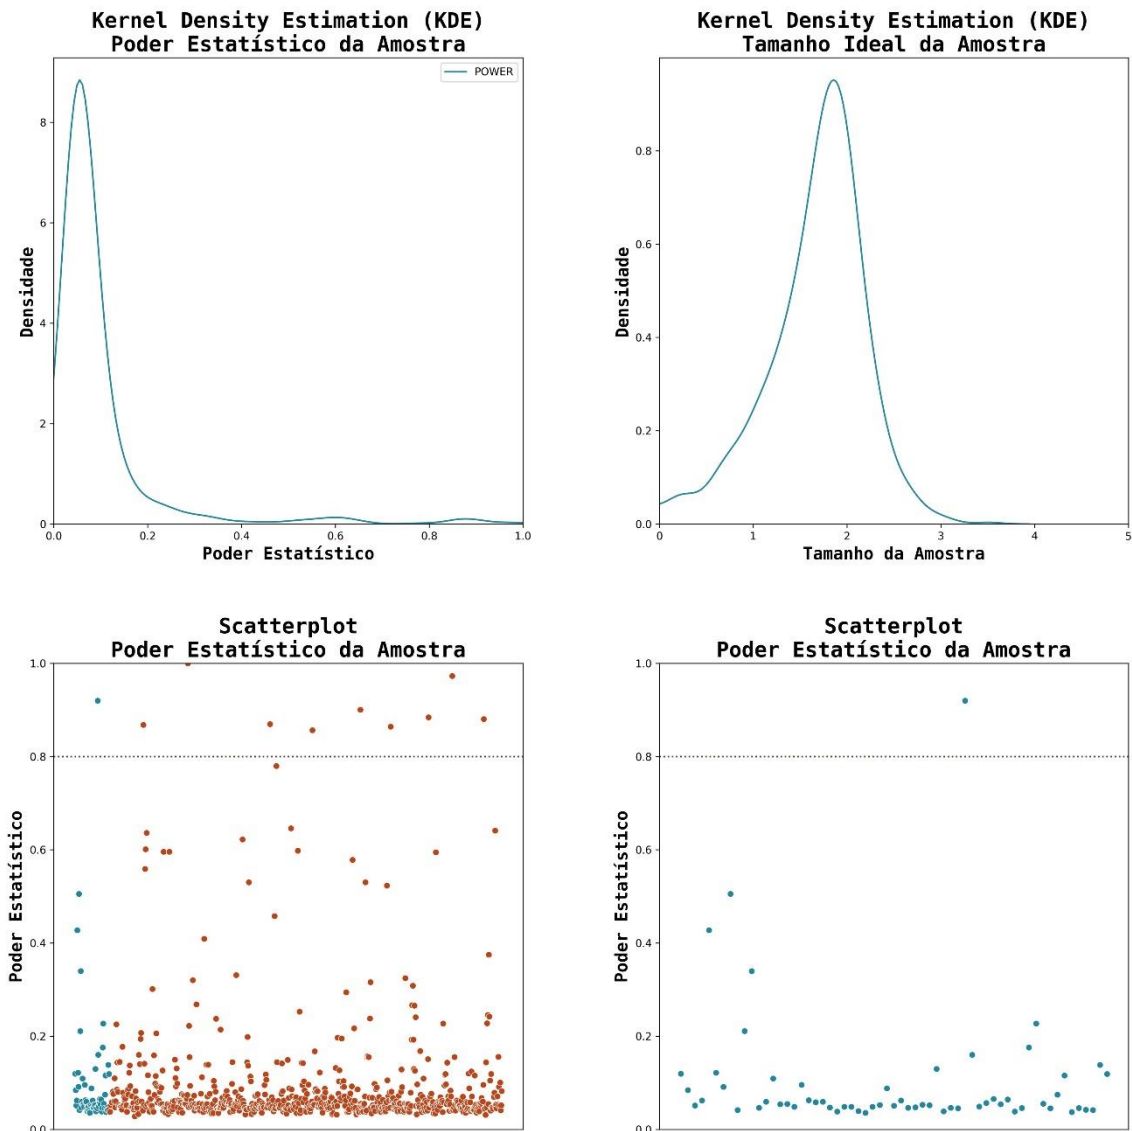 Kernel Density Estimation (KDE)
Poder Estatístico da Amostra
POWER
8
6
4
2
0
Densidade
0.0 0.2 0.4 0.6 0.8 1.0
Poder Estatístico
Kernel Density Estimation (KDE)
Tamanho Ideal da Amostra
0.8
0.6
0.4
0.2
0.0
Densidade
0 1 2 3 4 5
Tamanho da Amostra
Scatterplot
Poder Estatístico da Amostra
1.0
0.8
0.6
0.4
0.2
0.0
Poder Estatístico
Scatterplot
Poder Estatístico da Amostra
1.0
0.8
0.6
0.4
0.2
0.0
Poder Estatístico